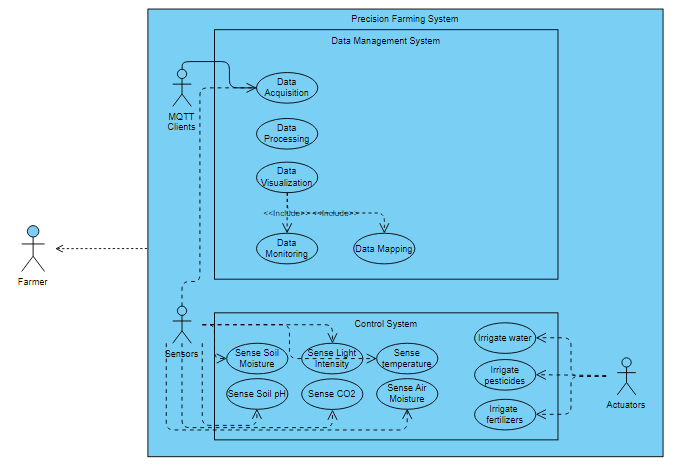 Precision Farming System
Data Management System
Data
Acquisition
MQTT
Clients
Data
Processing
Data
Visualization
<<Include>>
<<Include>>
Data
Monitoring
Data Mapping
Farmer
Control System
Sensors
Sense Soil
Moisture
Sense Light
Intensity
Sense
temperature
Sense Soil pH
Sense CO2
Sense Air
Moisture
Irrigate water
Irrigate
pesticides
Irrigate
fertilizers
Actuators